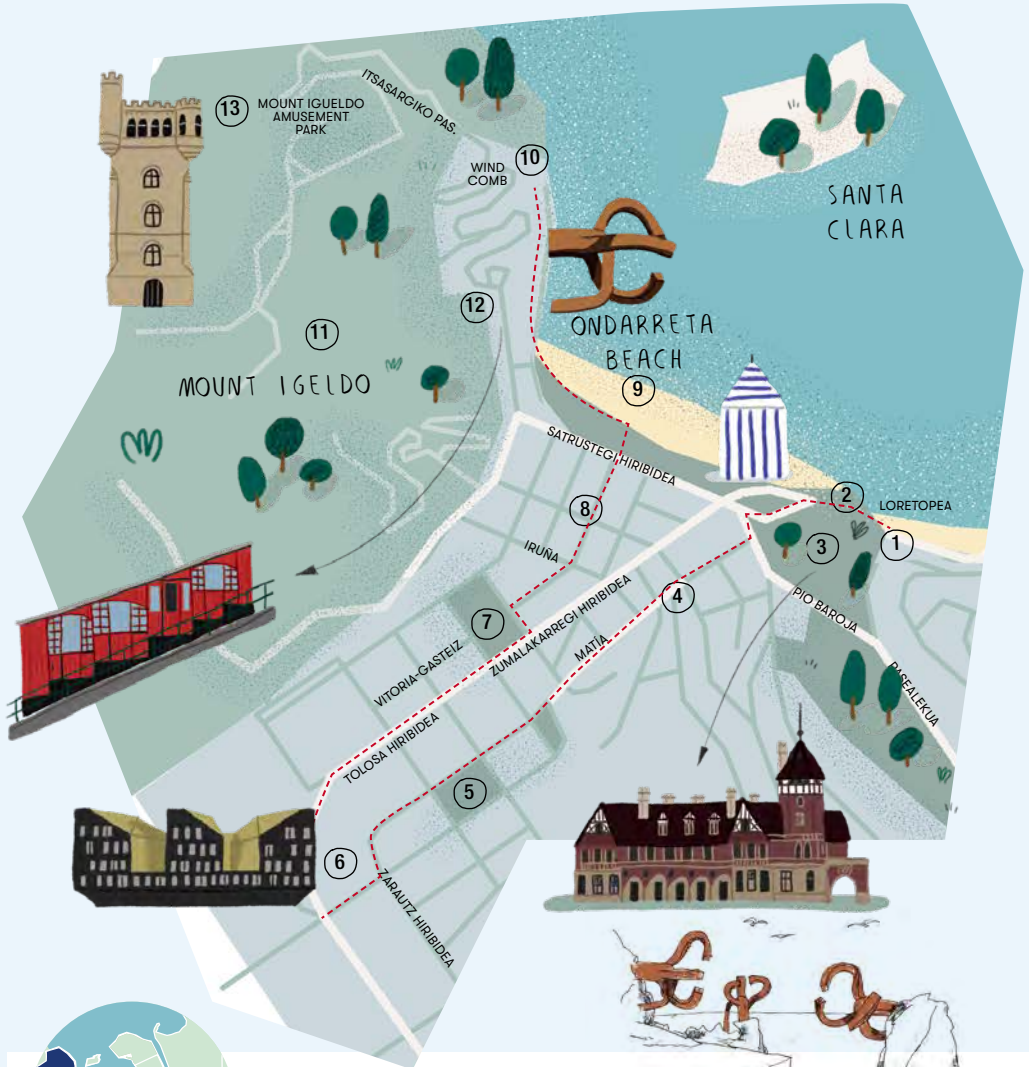 ITSASARGIKO PAS.
13
MOUNT IGUELDO
AMUSEMENT
PARK
10
WIND
COMB
SANTA
CLARA
12
11
ONDARRETA
BEACH
MOUNT IGELDO
9
SATRUSTEGI HIRIBIDEA
2
LORETOPEA
8
1
3
IRUÑA
4
PIO BAROJA
7
ZUMALAKARREGI HIRIBIDEA
MATÍA
VITORIA-GASTEIZ
PASEALEKUA
TOLOSA HIRIBIDEA
5
6
ZARAUTZ HIRIBIDEA